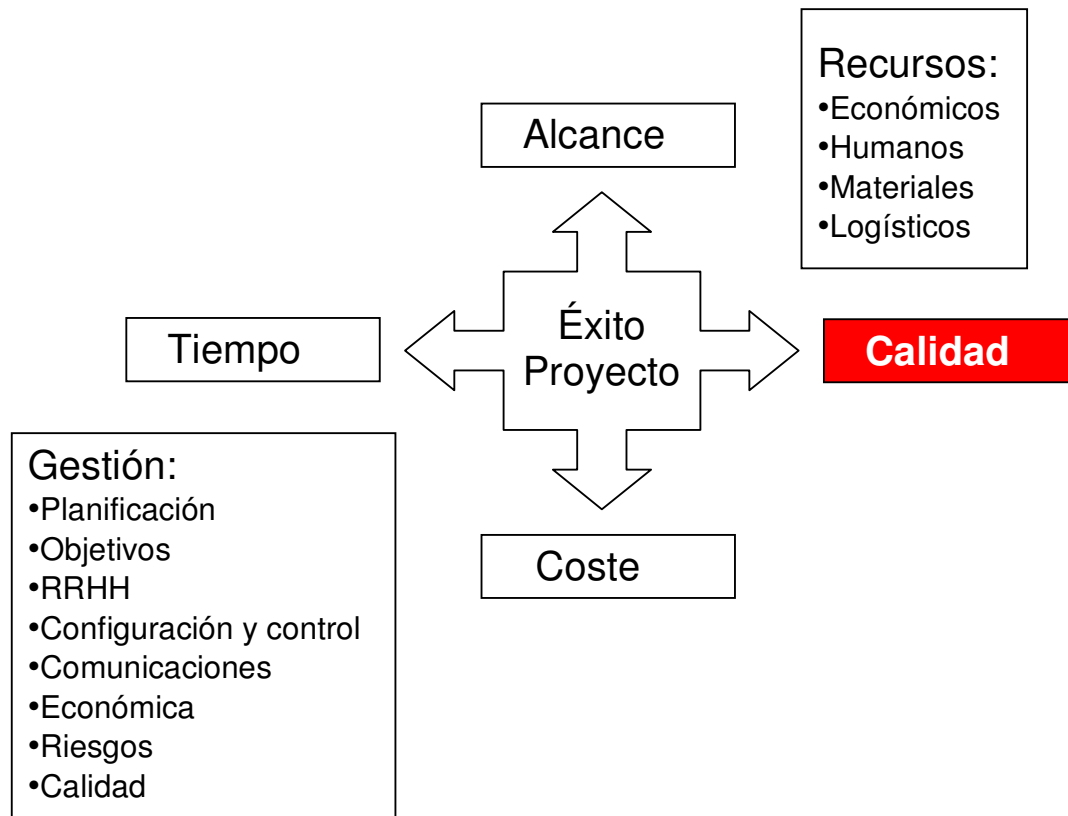 Recursos:
•Económicos
•Humanos
•Materiales
•Logísticos
Alcance
Éxito
Proyecto
Tiempo
Calidad
Coste
Gestión:
•Planificación
•Objetivos
•RRHH
•Configuración y control
•Comunicaciones
•Económica
•Riesgos
•Calidad